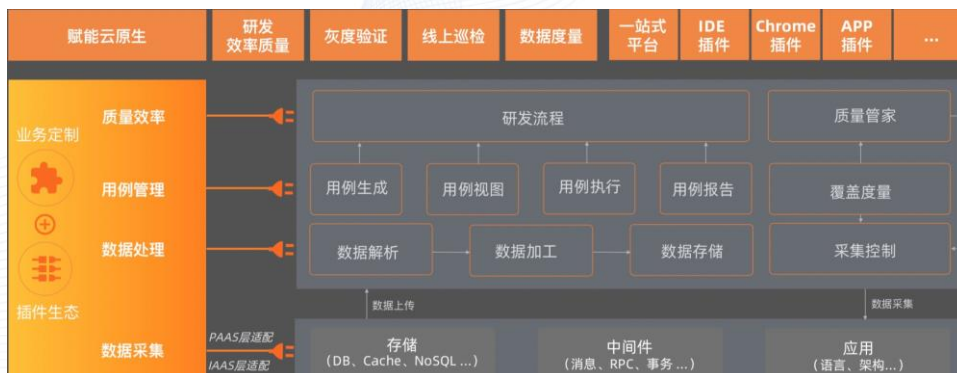 赋能云原生
研发
效率质量
灰度验证
线上巡检
数据度量
一站式
平台
IDE
插件
Chrome
插件
APP
插件
...
业务定制
插件生态
质量效率
用例管理
数据处理
数据采集
PAAS层适配
IAAS层适配
研发流程
质量管家
用例生成
用例视图
用例执行
用例报告
覆盖度量
数据解析
数据加工
数据存储
采集控制
数据上传
数据采集
存储
(DB、Cache、NoSQL ...)
中间件
(消息、RPC、事务 ...)
应用
(语言、架构...)